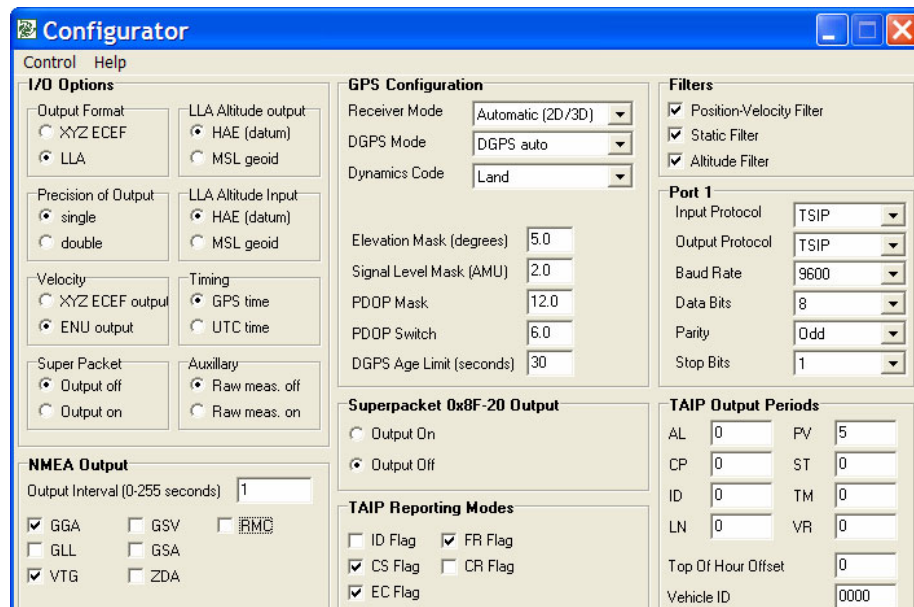 Configurator
Control Help
I/O Options
Output Format
XYZ ECEF
LLA
LLA Altitude output
HAE (datum)
MSL geoid
Precision of Output
single
double
LLA Altitude Input
HAE (datum)
MSL geoid
Velocity
XYZ ECEF output
ENU output
Timing
GPS time
UTC time
Super Packet
Output off
Output on
Auxillary
Raw meas. off
Raw meas. on
NMEA Output
Output Interval (0-255 seconds) 1
GGA GSV RMC
GLL GSA
VTG ZDA
GPS Configuration
Receiver Mode Automatic (2D/3D)
DGPS Mode DGPS auto
Dynamics Code Land
Elevation Mask (degrees) 5.0
Signal Level Mask (AMU) 2.0
PDOP Mask 12.0
PDOP Switch 6.0
DGPS Age Limit (seconds) 30
Superpacket 0x8F-20 Output
Output On
Output Off
TAIP Reporting Modes
ID Flag FR Flag
CS Flag CR Flag
EC Flag
Filters
Position-Velocity Filter
Static Filter
Altitude Filter
Port 1
Input Protocol TSIP
Output Protocol TSIP
Baud Rate 9600
Data Bits 8
Parity Odd
Stop Bits 1
TAIP Output Periods
AL 0 PV 5
CP 0 ST 0
ID 0 TM 0
LN 0 VR 0
Top Of Hour Offset 0
Vehicle ID 0000